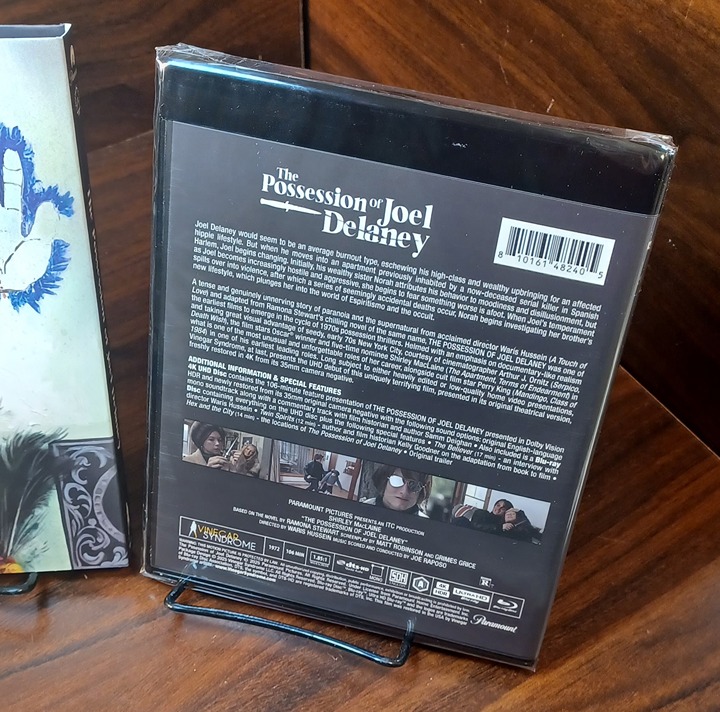 The
Possession of Joel
Delaney
8 10161 48240 5
Joel Delaney would seem to be an average burnout type, eschewing his high-class and wealthy upbringing for an affected
hippie lifestyle. But when he moves into an apartment previously inhabited by a now-deceased serial killer in Spanish
Harlem, Joel begins changing. Initially, his wealthy sister Norah attributes his behavior to moodiness and disillusionment, but
as Joel becomes increasingly hostile and aggressive, she begins to fear something worse is afoot. When Joel's temperament
spills over into violence, after which a series of seemingly accidental deaths occur, Norah begins investigating her brother's
new lifestyle, which plunges her into the world of Espiritismo and the occult.
A tense and genuinely unnerving story of paranoia and the supernatural from acclaimed director Waris Hussein (A Touch of
Love) and adapted from Ramona Stewart's chilling novel of the same name, THE POSSESSION OF JOEL DELANEY was one of
the earliest films to emerge in the cycle of 1970s possession thrillers. Helmed with an emphasis on documentary-like realism
and taking great visual advantage of seedy, early 70s New York City, courtesy of cinematographer Arthur J. Ornitz (Serpico,
Death Wish), the film stars Oscar® winner and five-time nominee Shirley MacLaine (The Apartment, Terms of Endearment) in
what is one of the most unusual and unforgettable roles of her career, alongside cult film star Perry King (Mandingo, Class of
1984) in one of his earliest leading roles. Long subject to either heavily edited or low-quality home video presentations,
Vinegar Syndrome, at last, presents the UHD debut of this uniquely terrifying film, presented in its original theatrical version,
freshly restored in 4K from its 35mm camera negative.
ADDITIONAL INFORMATION & SPECIAL FEATURES
4K UHD Disc contains the 106-minute feature presentation of THE POSSESSION OF JOEL DELANEY presented in Dolby Vision
HDR and newly restored from its 35mm original camera negative with the following sound options: original English-language
mono soundtrack along with a commentary track with film historian and author Samm Deighan • Also included is a Blu-ray
Disc containing everything on the UHD disc plus the following special features • The Believer (17 min) - an interview with
director Waris Hussein • Twin Spirits (12 min) - author and film historian Kelly Goodner on the adaptation from book to film •
Hex and the City (14 min) - the locations of The Possession of Joel Delaney • Original trailer
PARAMOUNT PICTURES PRESENTS AN ITC PRODUCTION
SHIRLEY MacLAINE
"THE POSSESSION OF JOEL DELANEY"
BASED ON THE NOVEL BY RAMONA STEWART SCREENPLAY BY MATT ROBINSON AND GRIMES GRICE
DIRECTED BY WARIS HUSSEIN MUSIC SCORED AND CONDUCTED BY JOE RAPOSO
VINEGAR
SYNDROME
1972 106 MIN 1.85:1 dts-HD MONO SDH A 4K HDR ULTRA HD Blu-ray
R
Paramount